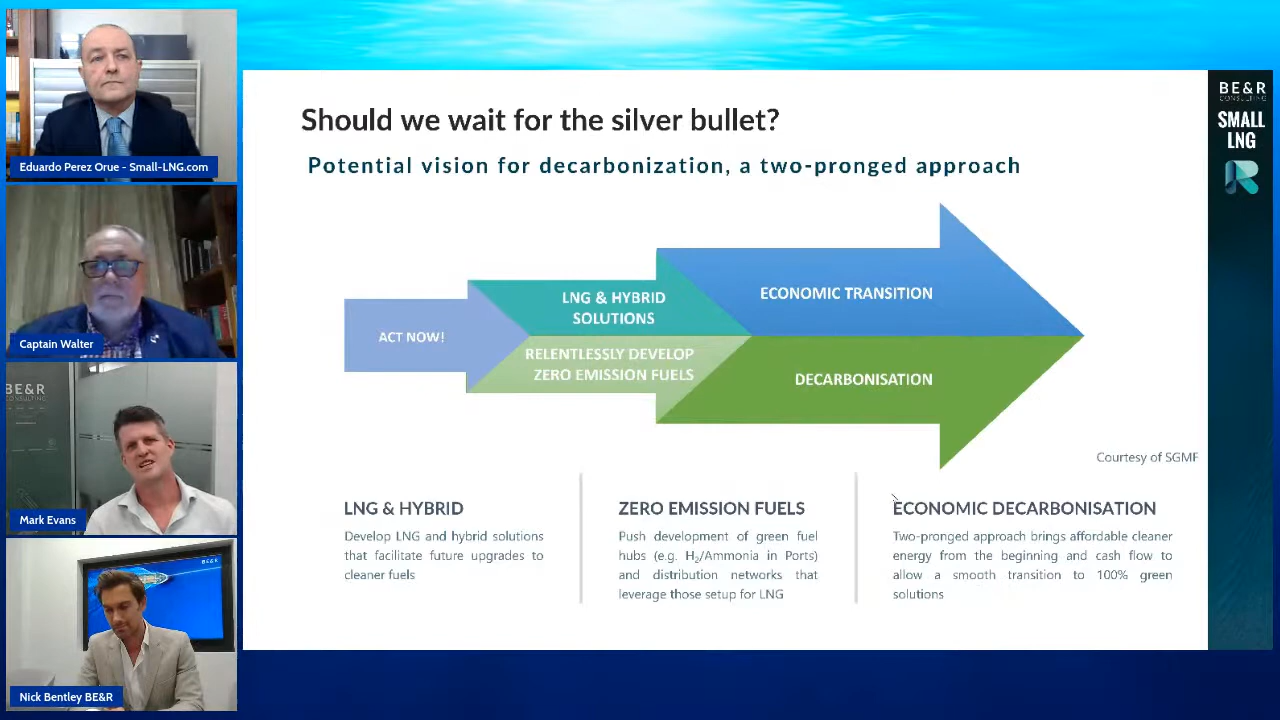 Eduardo Perez Orue - Small-LNG.com
Captain Walter
BE&R
Mark Evans
BE&R
Nick Bentley BE&R
Should we wait for the silver bullet?
Potential vision for decarbonization, a two-pronged approach
ACT NOW!
LNG & HYBRID
SOLUTIONS
RELENTLESSLY DEVELOP
ZERO EMISSION FUELS
ECONOMIC TRANSITION
DECARBONISATION
Courtesy of SGMF
LNG & HYBRID
Develop LNG and hybrid solutions
that facilitate future upgrades to
cleaner fuels
ZERO EMISSION FUELS
Push development of green fuel
hubs (e.g. H₂/Ammonia in Ports)
and distribution networks that
leverage those setup for LNG
ECONOMIC DECARBONISATION
Two-pronged approach brings affordable cleaner
energy from the beginning and cash flow to
allow a smooth transition to 100% green
solutions
BE&R
CONSULTING
SMALL
LNG